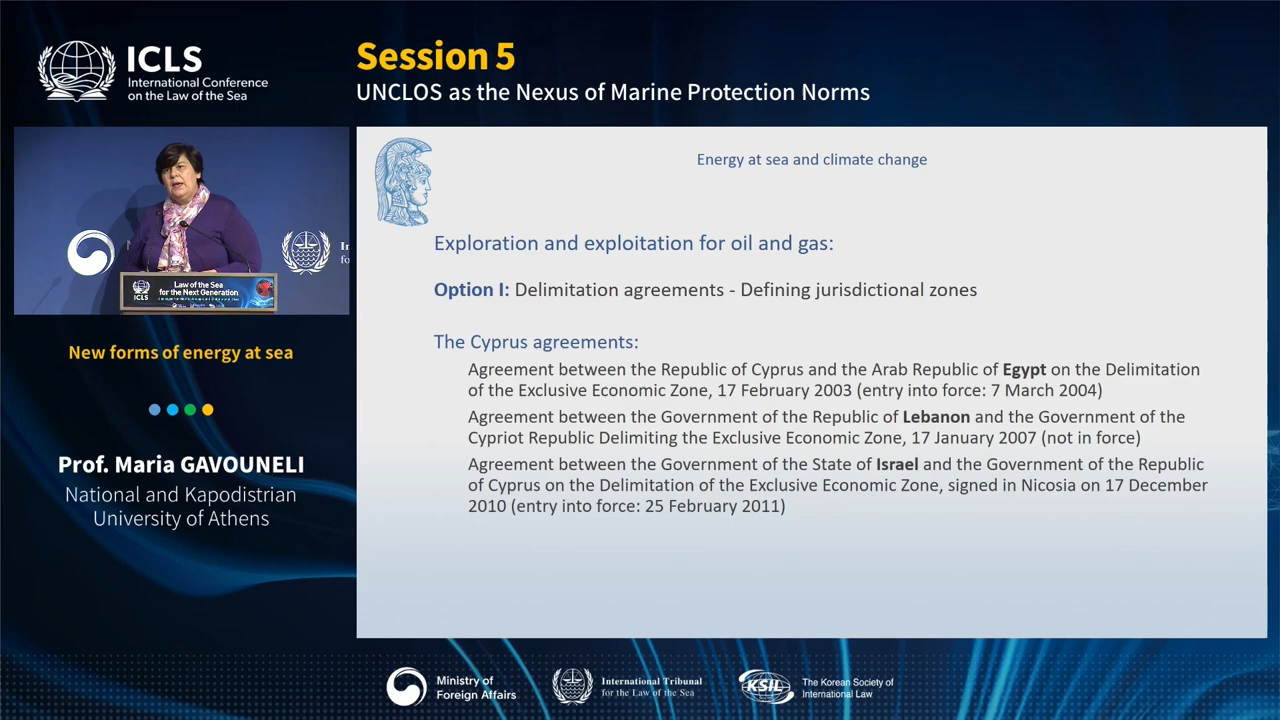 ICLS
International Conference
on the Law of the Sea
Session 5
UNCLOS as the Nexus of Marine Protection Norms
Law of the Sea
for the Next Generation
ICLS
New forms of energy at sea
Prof. Maria GAVOUNELI
National and Kapodistrian
University of Athens
Energy at sea and climate change
Exploration and exploitation for oil and gas:
Option I: Delimitation agreements - Defining jurisdictional zones
The Cyprus agreements:
Agreement between the Republic of Cyprus and the Arab Republic of Egypt on the Delimitation
of the Exclusive Economic Zone, 17 February 2003 (entry into force: 7 March 2004)
Agreement between the Government of the Republic of Lebanon and the Government of the
Cypriot Republic Delimiting the Exclusive Economic Zone, 17 January 2007 (not in force)
Agreement between the Government of the State of Israel and the Government of the Republic
of Cyprus on the Delimitation of the Exclusive Economic Zone, signed in Nicosia on 17 December
2010 (entry into force: 25 February 2011)
Ministry of
Foreign Affairs
International Tribunal
for the Law of the Sea
KSIL
The Korean Society of
International Law